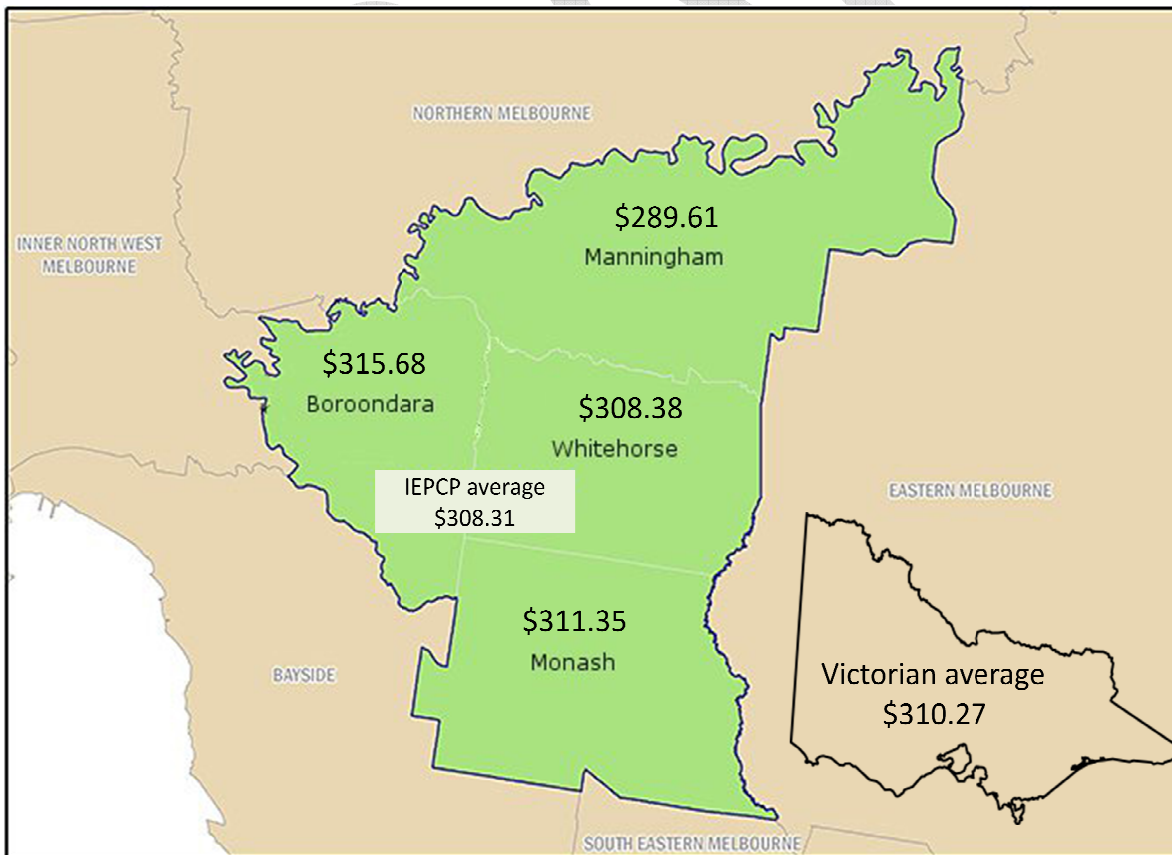 NORTHERN MELBOURNE
$289.61
Manningham
INNER NORTH WEST
MELBOURNE
$315.68
Boroondara
$308.38
Whitehorse
IEPCP average
$308.31
EASTERN MELBOURNE
$311.35
Monash
BAYSIDE
Victorian average
$310.27
SOUTH EASTERN MELBOURNE